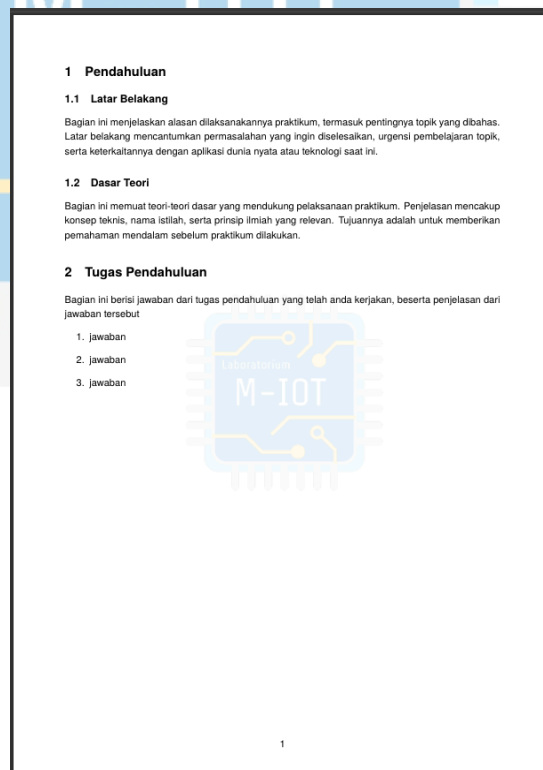 1 Pendahuluan
1.1 Latar Belakang
Bagian ini menjelaskan alasan dilaksanakannya praktikum, termasuk pentingnya topik yang dibahas.
Latar belakang mencantumkan permasalahan yang ingin diselesaikan, urgensi pembelajaran topik,
serta keterkaitannya dengan aplikasi dunia nyata atau teknologi saat ini.
1.2 Dasar Teori
Bagian ini memuat teori-teori dasar yang mendukung pelaksanaan praktikum. Penjelasan mencakup
konsep teknis, nama istilah, serta prinsip ilmiah yang relevan. Tujuannya adalah untuk memberikan
pemahaman mendalam sebelum praktikum dilakukan.
2 Tugas Pendahuluan
Bagian ini berisi jawaban dari tugas pendahuluan yang telah anda kerjakan, beserta penjelasan dari
jawaban tersebut
1. jawaban
2. jawaban
3. jawaban
Laboratorium
M-IOT
1